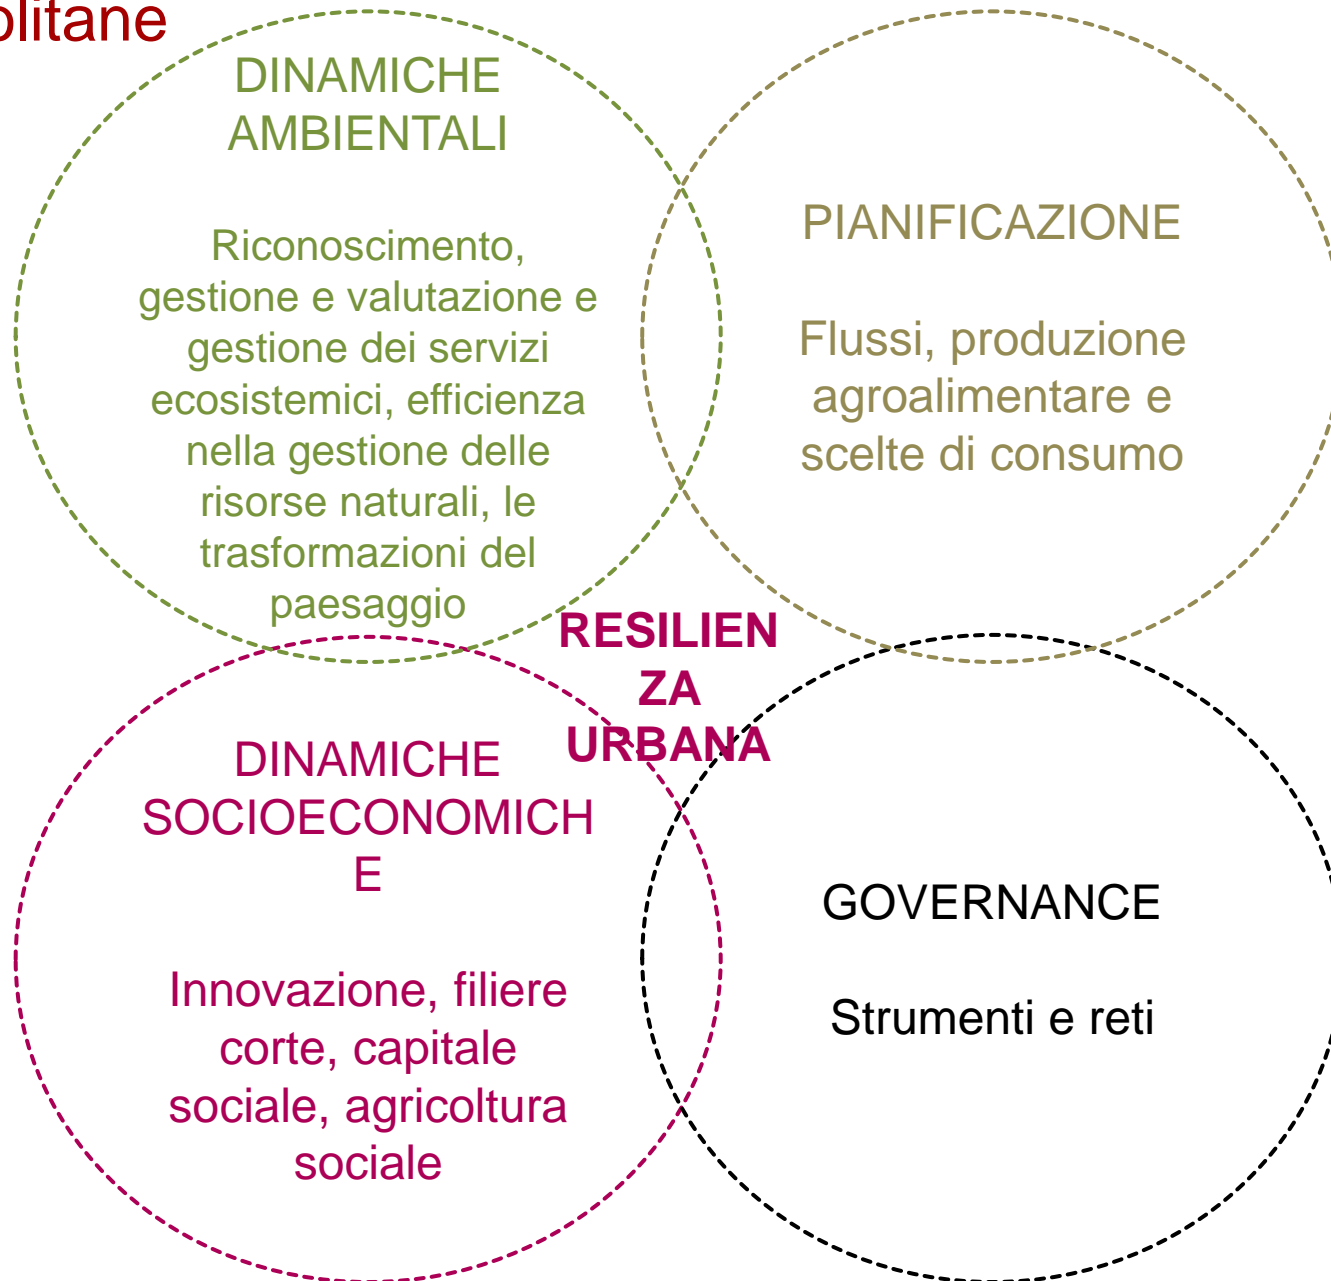 olitane
DINAMICHE
AMBIENTALI
Riconoscimento,
gestione e valutazione e
gestione dei servizi
ecosistemici, efficienza
nella gestione delle
risorse naturali, le
trasformazioni del
paesaggio
PIANIFICAZIONE
Flussi, produzione
agroalimentare e
scelte di consumo
RESILIEN
ZA
URBANA
DINAMICHE
SOCIOECONOMICH
E
Innovazione, filiere
corte, capitale
sociale, agricoltura
sociale
GOVERNANCE
Strumenti e reti